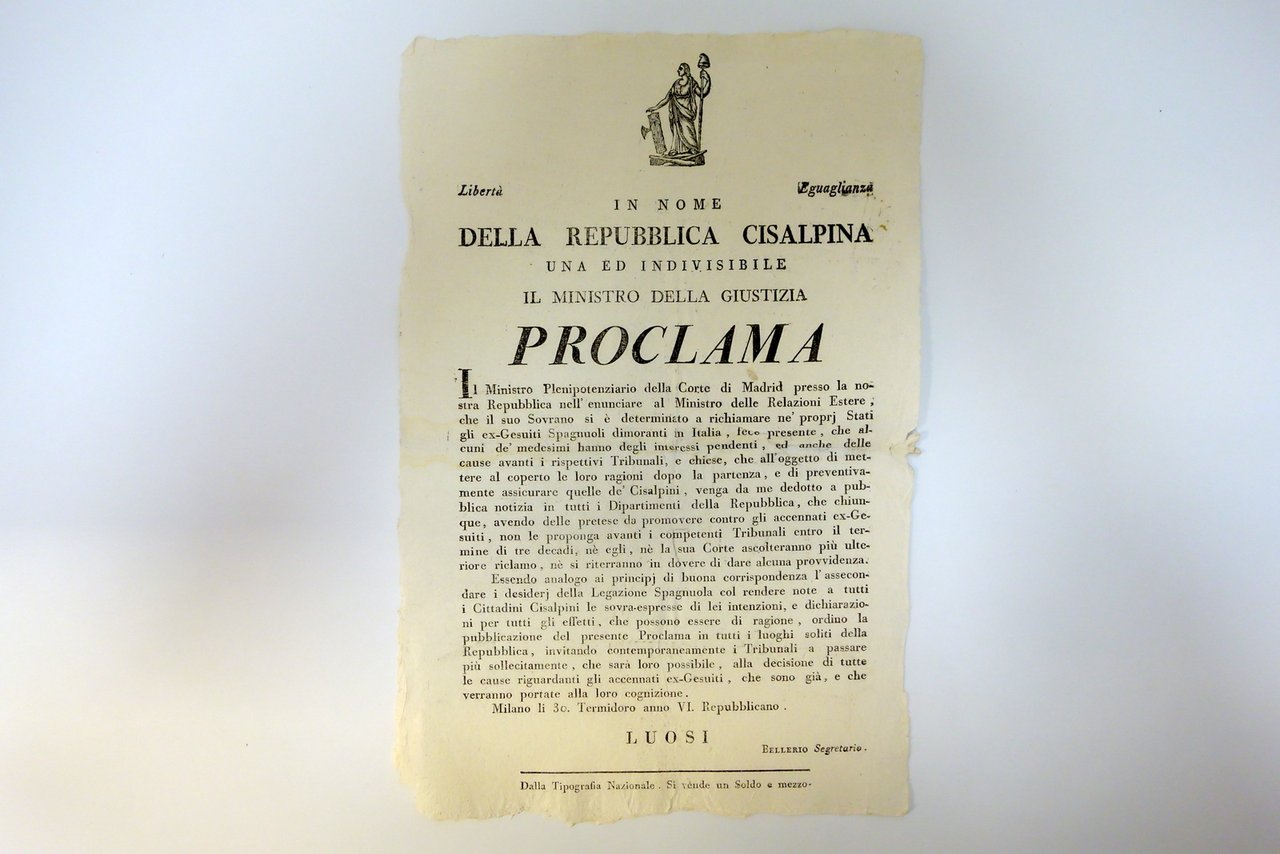 Libertà Eguaglianza
IN NOME
DELLA REPUBBLICA CISALPINA
UNA ED INDIVISIBILE
IL MINISTRO DELLA GIUSTIZIA
PROCLAMA
Il Ministro Plenipotenziario della Corte di Madrid presso la no-
stra Repubblica nell' enunciare al Ministro delle Relazioni Estere,
che il suo Sovrano si è determinato a richiamare ne' proprj Stati
gli ex-Gesuiti Spagnuoli dimoranti in Italia, fece presente, che al-
cuni de' medesimi hanno degli interessi pendenti, ed anche delle
cause avanti i rispettivi Tribunali, e chiese, che all'oggetto di met-
tere al coperto le loro ragioni dopo la partenza, e di preventiva-
mente assicurare quelle de' Cisalpini, venga da me dedotto a pub-
blica notizia in tutti i Dipartimenti della Repubblica, che chiun-
que, avendo delle pretese da promovere contro gli accennati ex-Ge-
suiti, non le proponga avanti i competenti Tribunali entro il ter-
mine di tre decadi, nè egli, nè la sua Corte ascolteranno più ulte-
riore riclamo, nè si riterranno in dovere di dare alcuna provvidenza.
Essendo analogo ai principj di buona corrispondenza l'assecon-
dare i desiderj della Legazione Spagnuola col rendere note a tutti
i Cittadini Cisalpini le sovra-espresse di lei intenzioni, e dichiarazio-
ni per tutti gli effetti, che possono essere di ragione, ordino la
pubblicazione del presente Proclama in tutti i luoghi soliti della
Repubblica, invitando contemporaneamente i Tribunali a passare
più sollecitamente, che sarà loro possibile, alla decisione di tutte
le cause riguardanti gli accennati ex-Gesuiti, che sono già, e che
verranno portate alla loro cognizione.
Milano li 30. Termidoro anno VI. Repubblicano.
LUOSI
BELLERIO Segretario.
Dalla Tipografia Nazionale. Si vende un Soldo e mezzo.